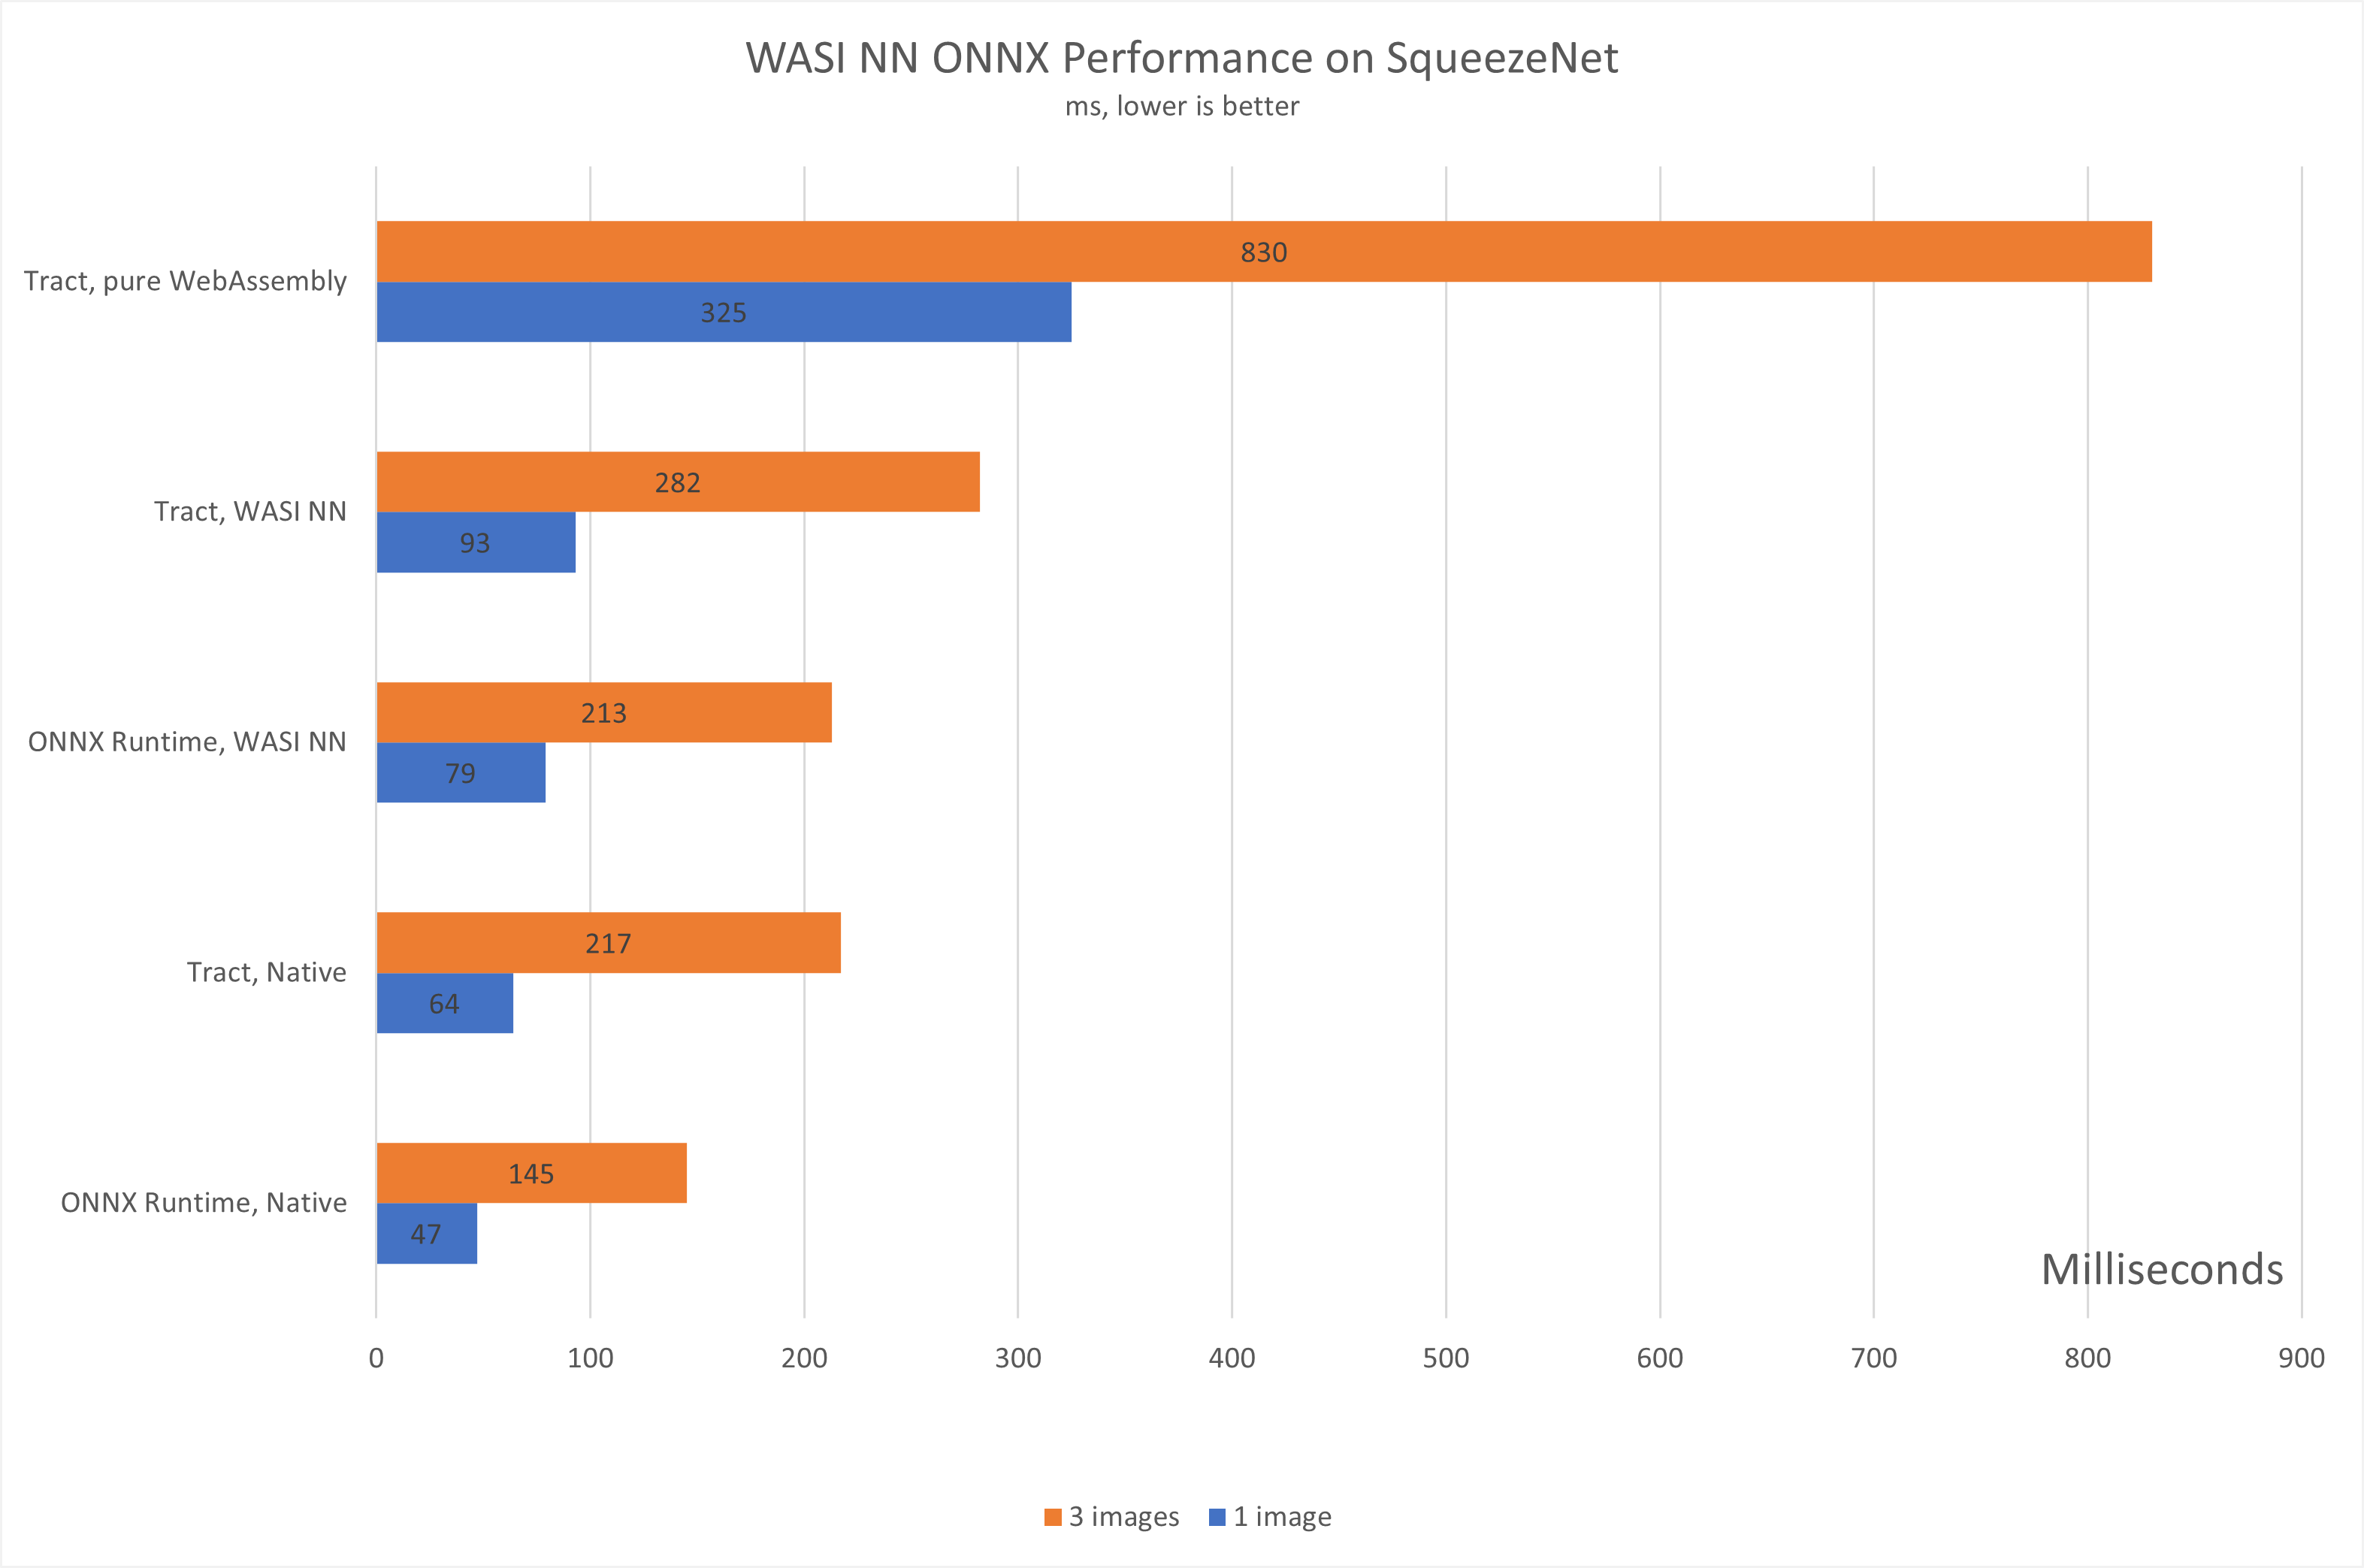 WASI NN ONNX Performance on SqueezeNet
ms, lower is better
Tract, pure WebAssembly
830
325
Tract, WASI NN
282
93
ONNX Runtime, WASI NN
213
79
Tract, Native
217
64
ONNX Runtime, Native
145
47
Milliseconds
0 100 200 300 400 500 600 700 800 900
3 images 1 image